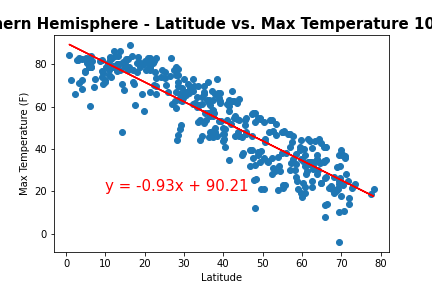 hern Hemisphere - Latitude vs. Max Temperature 10
80
60
40
20
0
Max Temperature (F)
y = -0.93x + 90.21
0 10 20 30 40 50 60 70 80
Latitude